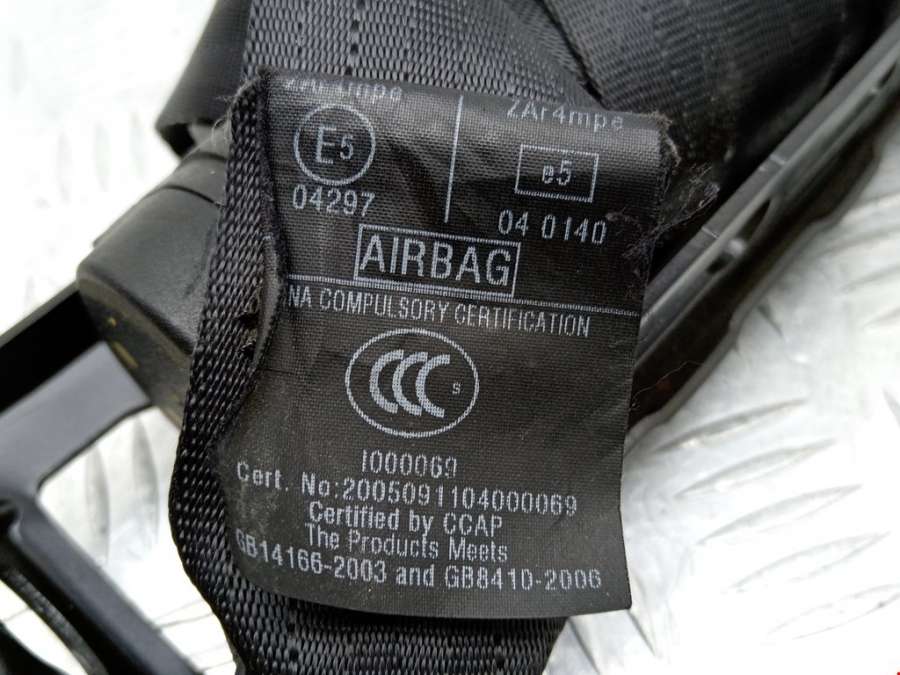 ZAr4mpe ZAr4mpe
E5 e5
04297 04 0140
AIRBAG
NA COMPULSORY CERTIFICATION
CCC S
I000069
Cert. No:2005091104000069
Certified by CCAP
The Products Meets
GB14166-2003 and GB8410-2006